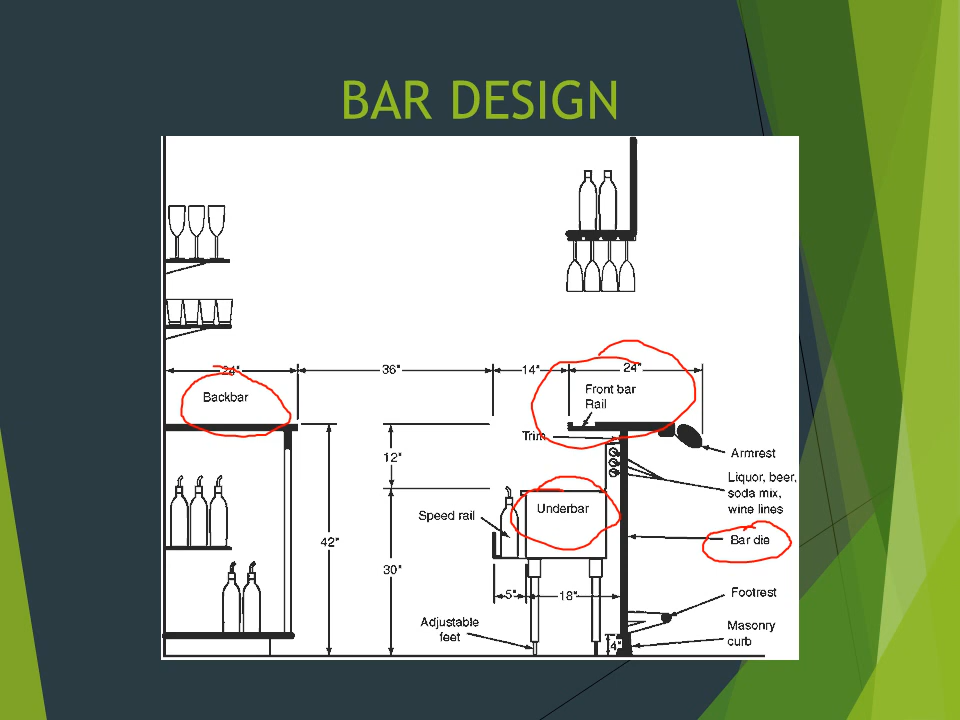 BAR DESIGN
24"
36"
14"
24"
Backbar
Front bar
Rail
Trim
12"
Armrest
Liquor, beer,
soda mix,
wine lines
Speed rail
Underbar
42"
Bar die
30"
5"
18"
Footrest
Adjustable
feet
Masonry
curb
4"